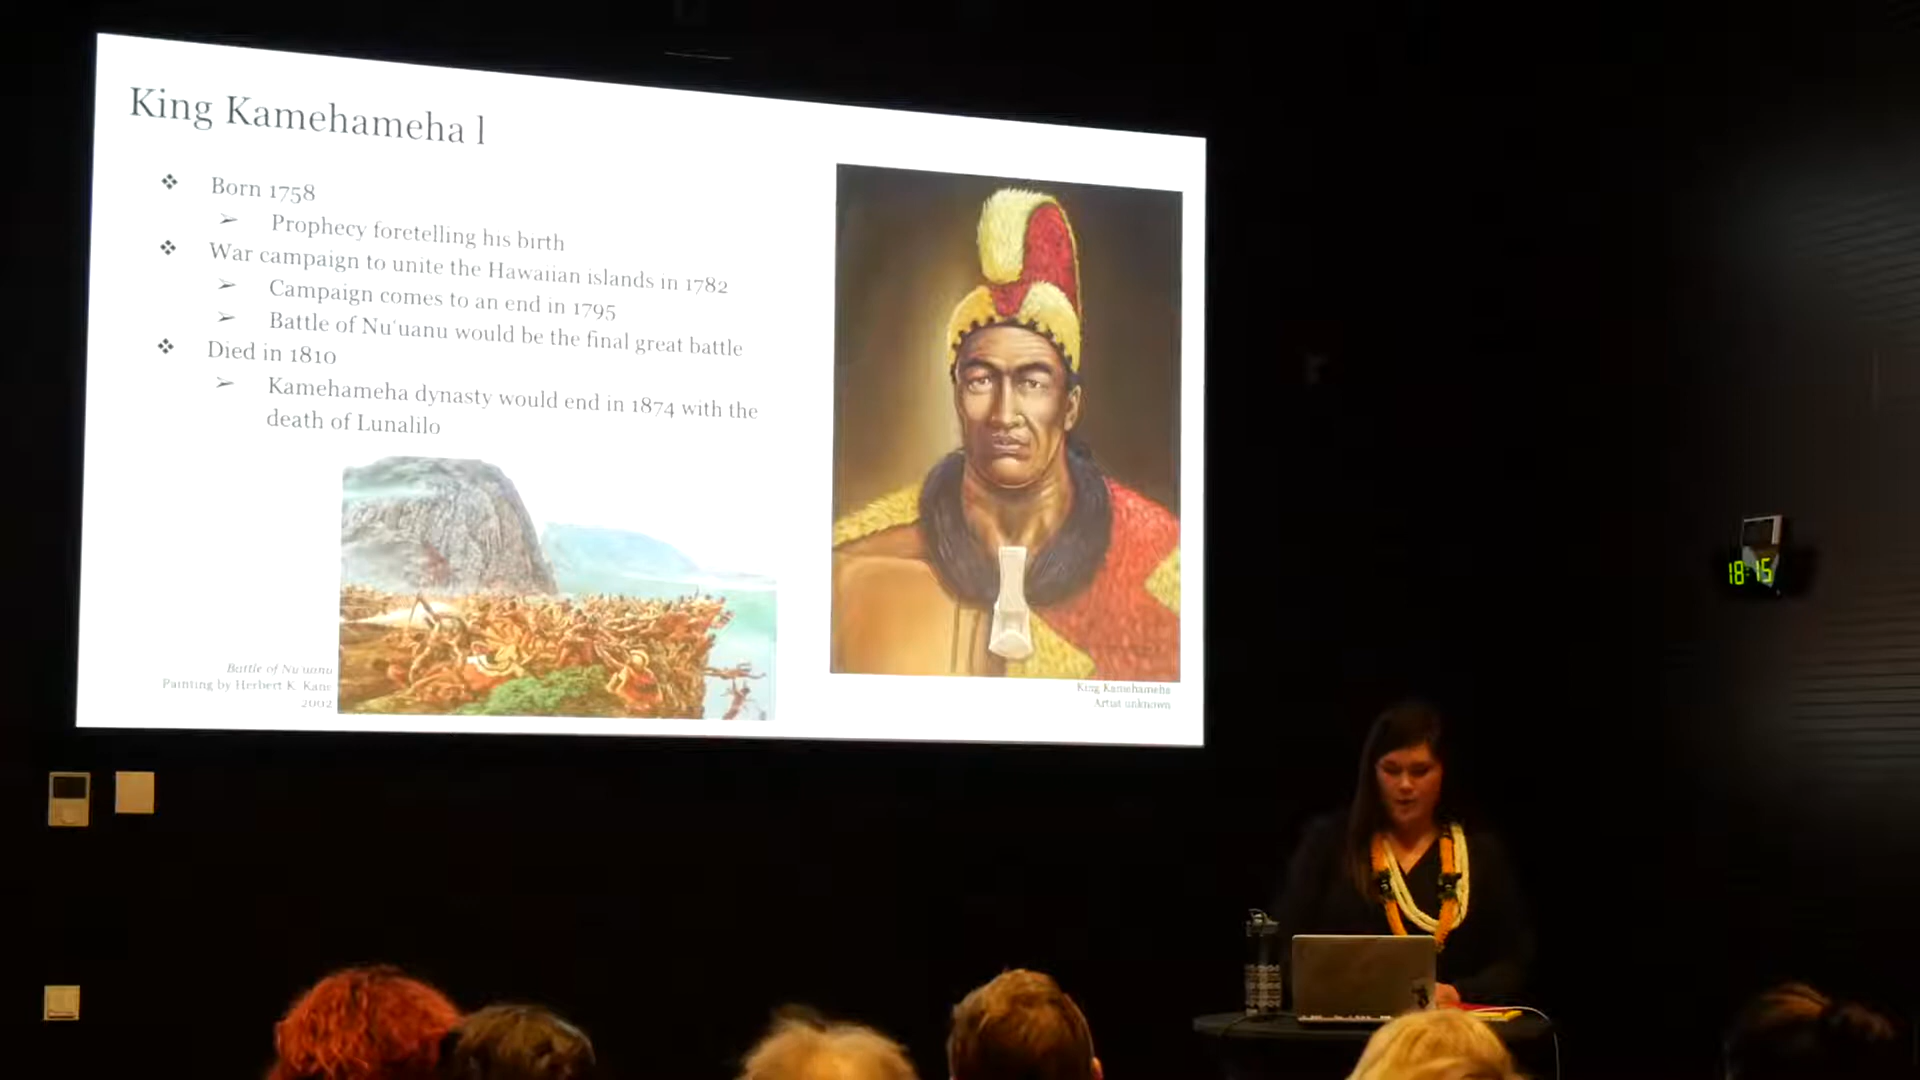 King Kamehameha l
❖ Born 1758
➢ Prophecy foretelling his birth
❖ War campaign to unite the Hawaiian islands in 1782
➢ Campaign comes to an end in 1795
➢ Battle of Nu'uanu would be the final great battle
❖ Died in 1810
➢ Kamehameha dynasty would end in 1874 with the
death of Lunalilo
Battle of Nu'uanu
Painting by Herbert K. Kane
2002
King Kamehameha
Artist unknown
18:15